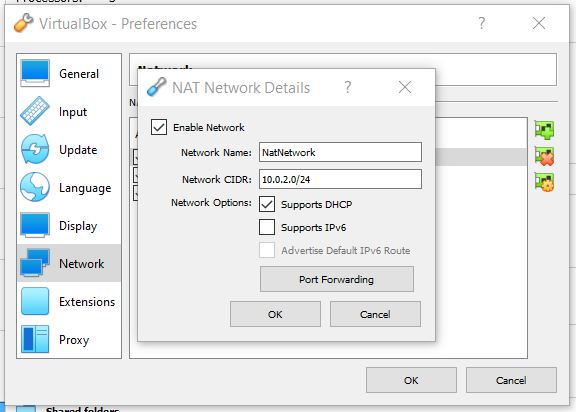 VirtualBox - Preferences ?
General
Input
Update
Language
Display
Network
Extensions
Proxy
NAT Network Details ?
Enable Network
Network Name: NatNetwork
Network CIDR: 10.0.2.0/24
Network Options: Supports DHCP
Supports IPv6
Advertise Default IPv6 Route
Port Forwarding
OK Cancel
OK Cancel
Shared folders